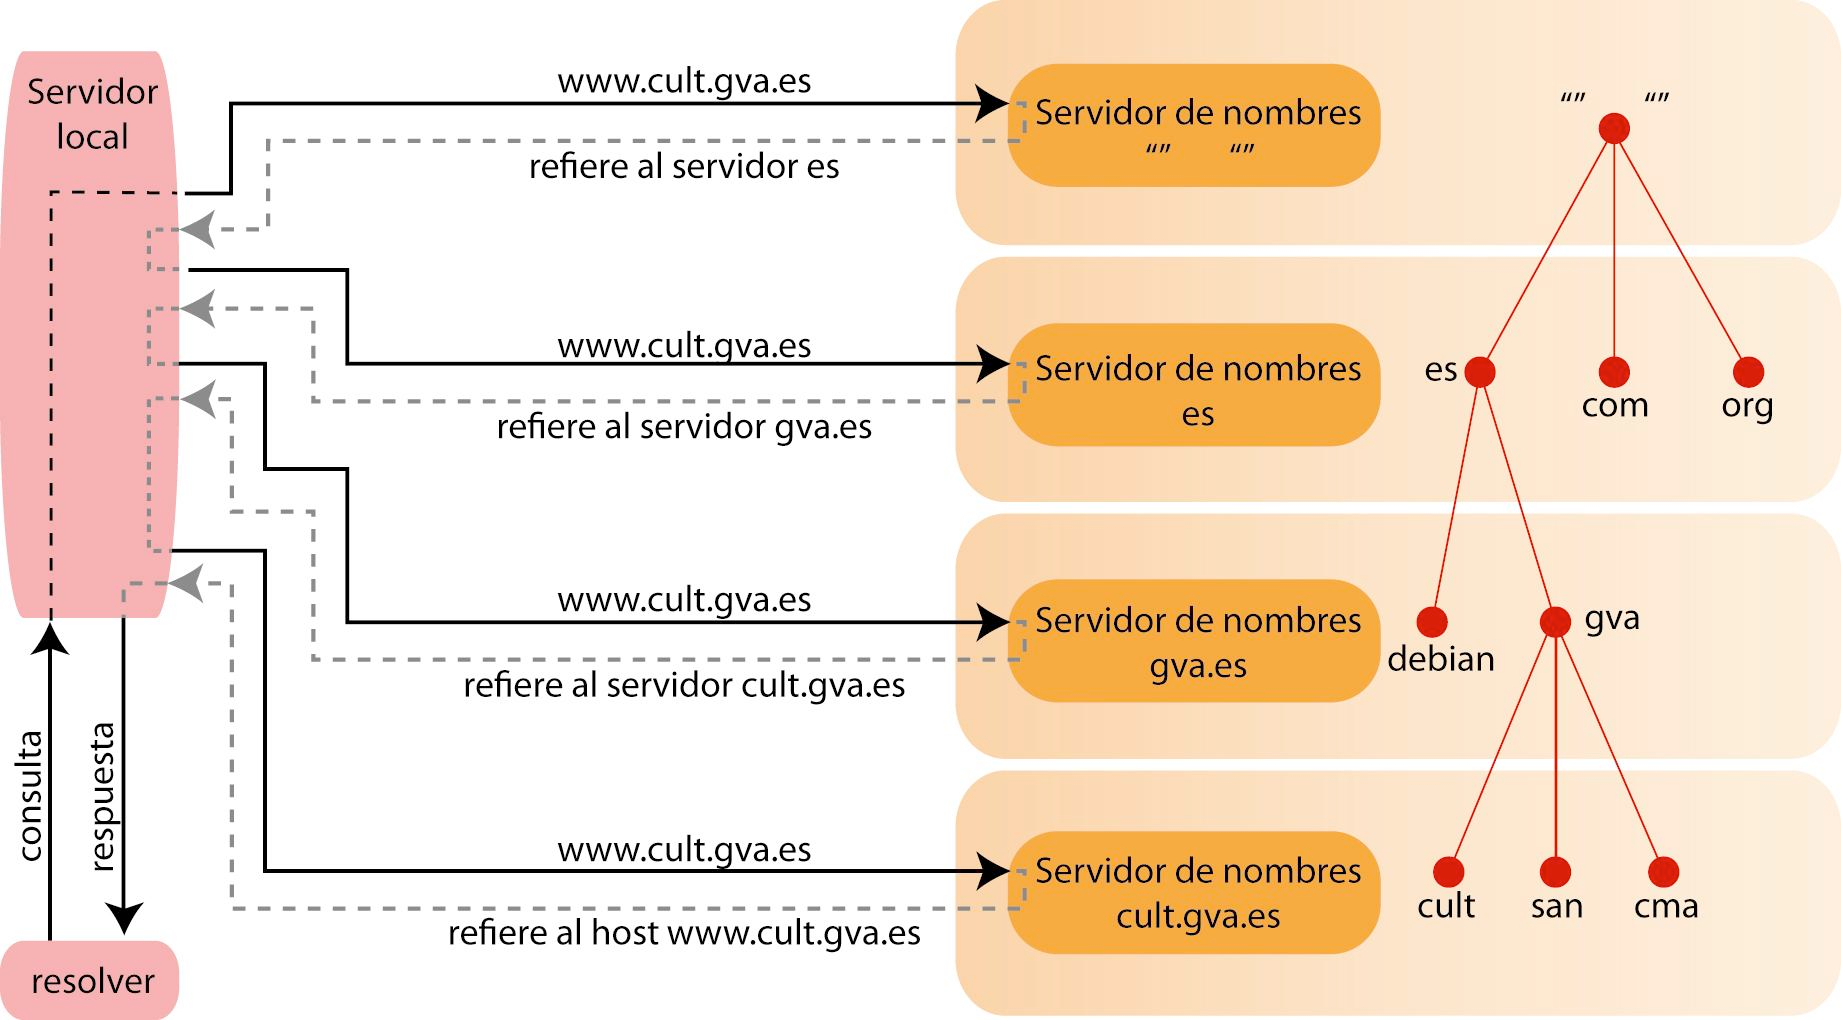 Servidor
local
www.cult.gva.es
refiere al servidor es
Servidor de nombres
“” “”
“” “”
www.cult.gva.es
refiere al servidor gva.es
Servidor de nombres
es
es
com
org
www.cult.gva.es
refiere al servidor cult.gva.es
Servidor de nombres
gva.es
debian
gva
consulta
respuesta
www.cult.gva.es
refiere al host www.cult.gva.es
Servidor de nombres
cult.gva.es
cult
san
cma
resolver